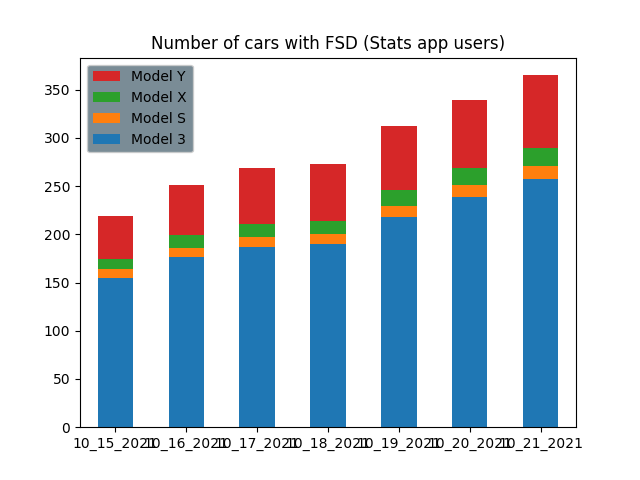 Number of cars with FSD (Stats app users)
Model Y
Model X
Model S
Model 3
350
300
250
200
150
100
50
0
10_15_2021 10_16_2021 10_17_2021 10_18_2021 10_19_2021 10_20_2021 10_21_2021